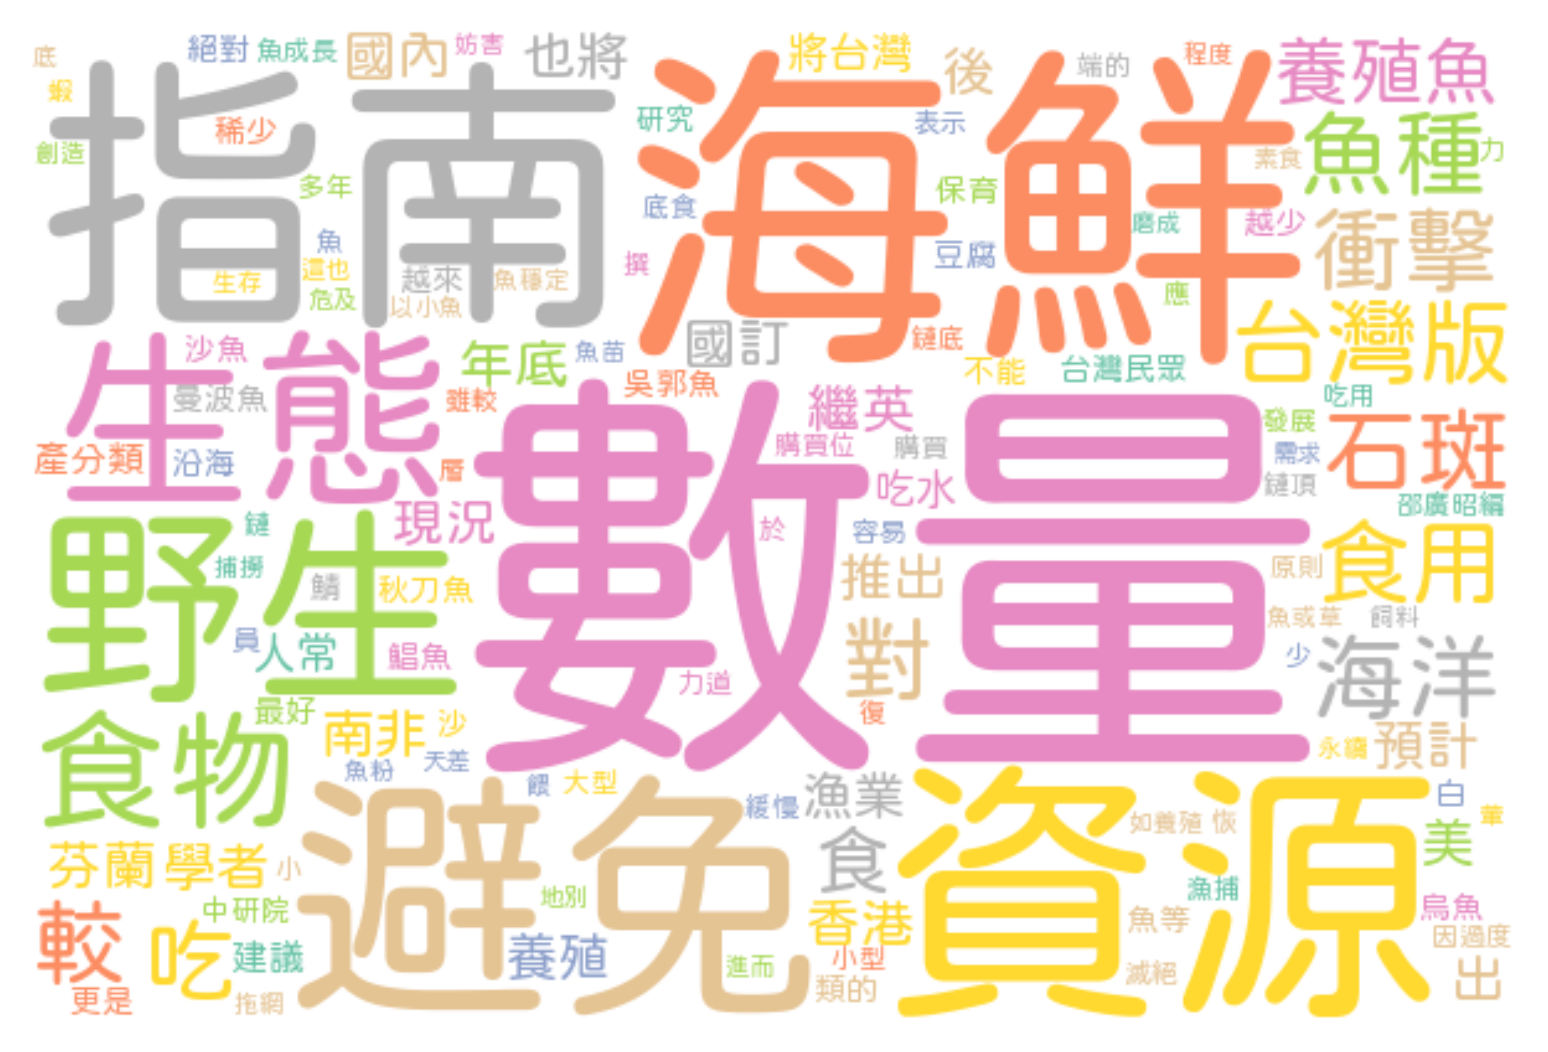 底
絕對
魚成長
國內
妨害
也將
將台灣
後
端的
程度
養殖魚
蝦
指南
海鮮
稀少
研究
表示
創造
魚種
力
素食
多年
底食
保育
磨成
越少
衝擊
魚
豆腐
生存
這也
撰
越來
魚穩定
危及
以小魚
應
台灣版
國訂
鏈底
沙魚
生態
年底
魚苗
不能
台灣民眾
曼波魚
雖較
吳郭魚
繼英
吃用
發展
石斑
數量
產分類
沿海
層
購買位
購買
需求
吃水
鏈頂
邵廣昭編
現況
野生
鏈
於
容易
捕撈
鯖
秋刀魚
推出
原則
食用
魚或草
飼料
員
人常
鯧魚
對
少
海洋
力道
最好
食物
南非
沙
復
永續
預計
魚粉
天差
餵
大型
緩慢
漁業
避免
資源
白
葷
如養殖
恢
美
食
芬蘭
學者
小
漁捕
中研院
地別
香港
魚等
烏魚
較
吃
建議
養殖
進而
小型
因過度
類的
滅絕
出
更是
拖網